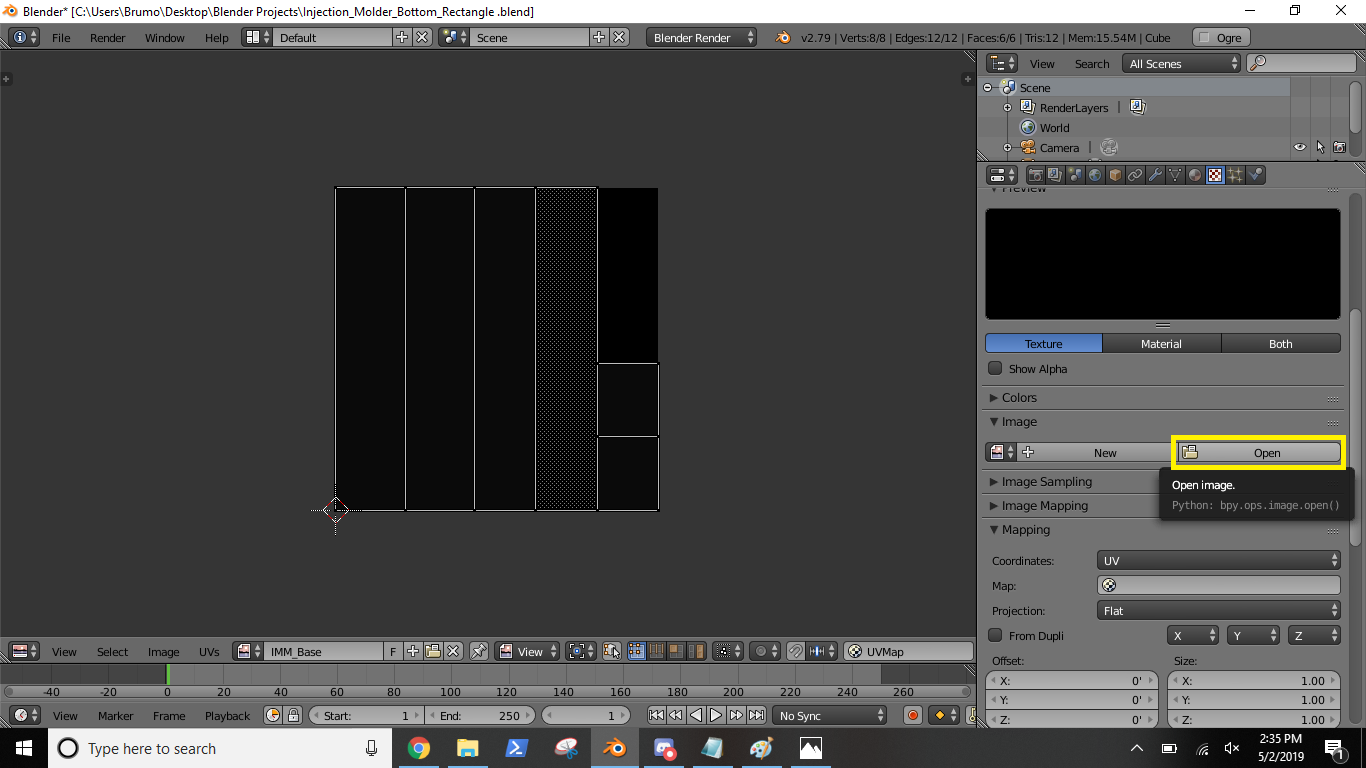 Blender* [C:\Users\Brumo\Desktop\Blender Projects\Injection_Molder_Bottom_Rectangle .blend]
File Render Window Help Default Scene Blender Render v2.79 | Verts:8/8 | Edges:12/12 | Faces:6/6 | Tris:12 | Mem:15.54M | Cube Ogre
View Search All Scenes
Scene
RenderLayers |
World
Camera |
Preview
Texture Material Both
Show Alpha
Colors
Image
New Open
Image Sampling
Open image.
Image Mapping
Python: bpy.ops.image.open()
Mapping
Coordinates: UV
Map:
Projection: Flat
From Dupli X Y Z
Offset: Size:
X: 0' X: 1.00
Y: 0' Y: 1.00
Z: 0' Z: 1.00
View Select Image UVs IMM_Base F View UVMap
-40 -20 0 20 40 60 80 100 120 140 160 180 200 220 240 260
View Marker Frame Playback Start: 1 End: 250 1 No Sync
Type here to search
2:35 PM
5/2/2019
1